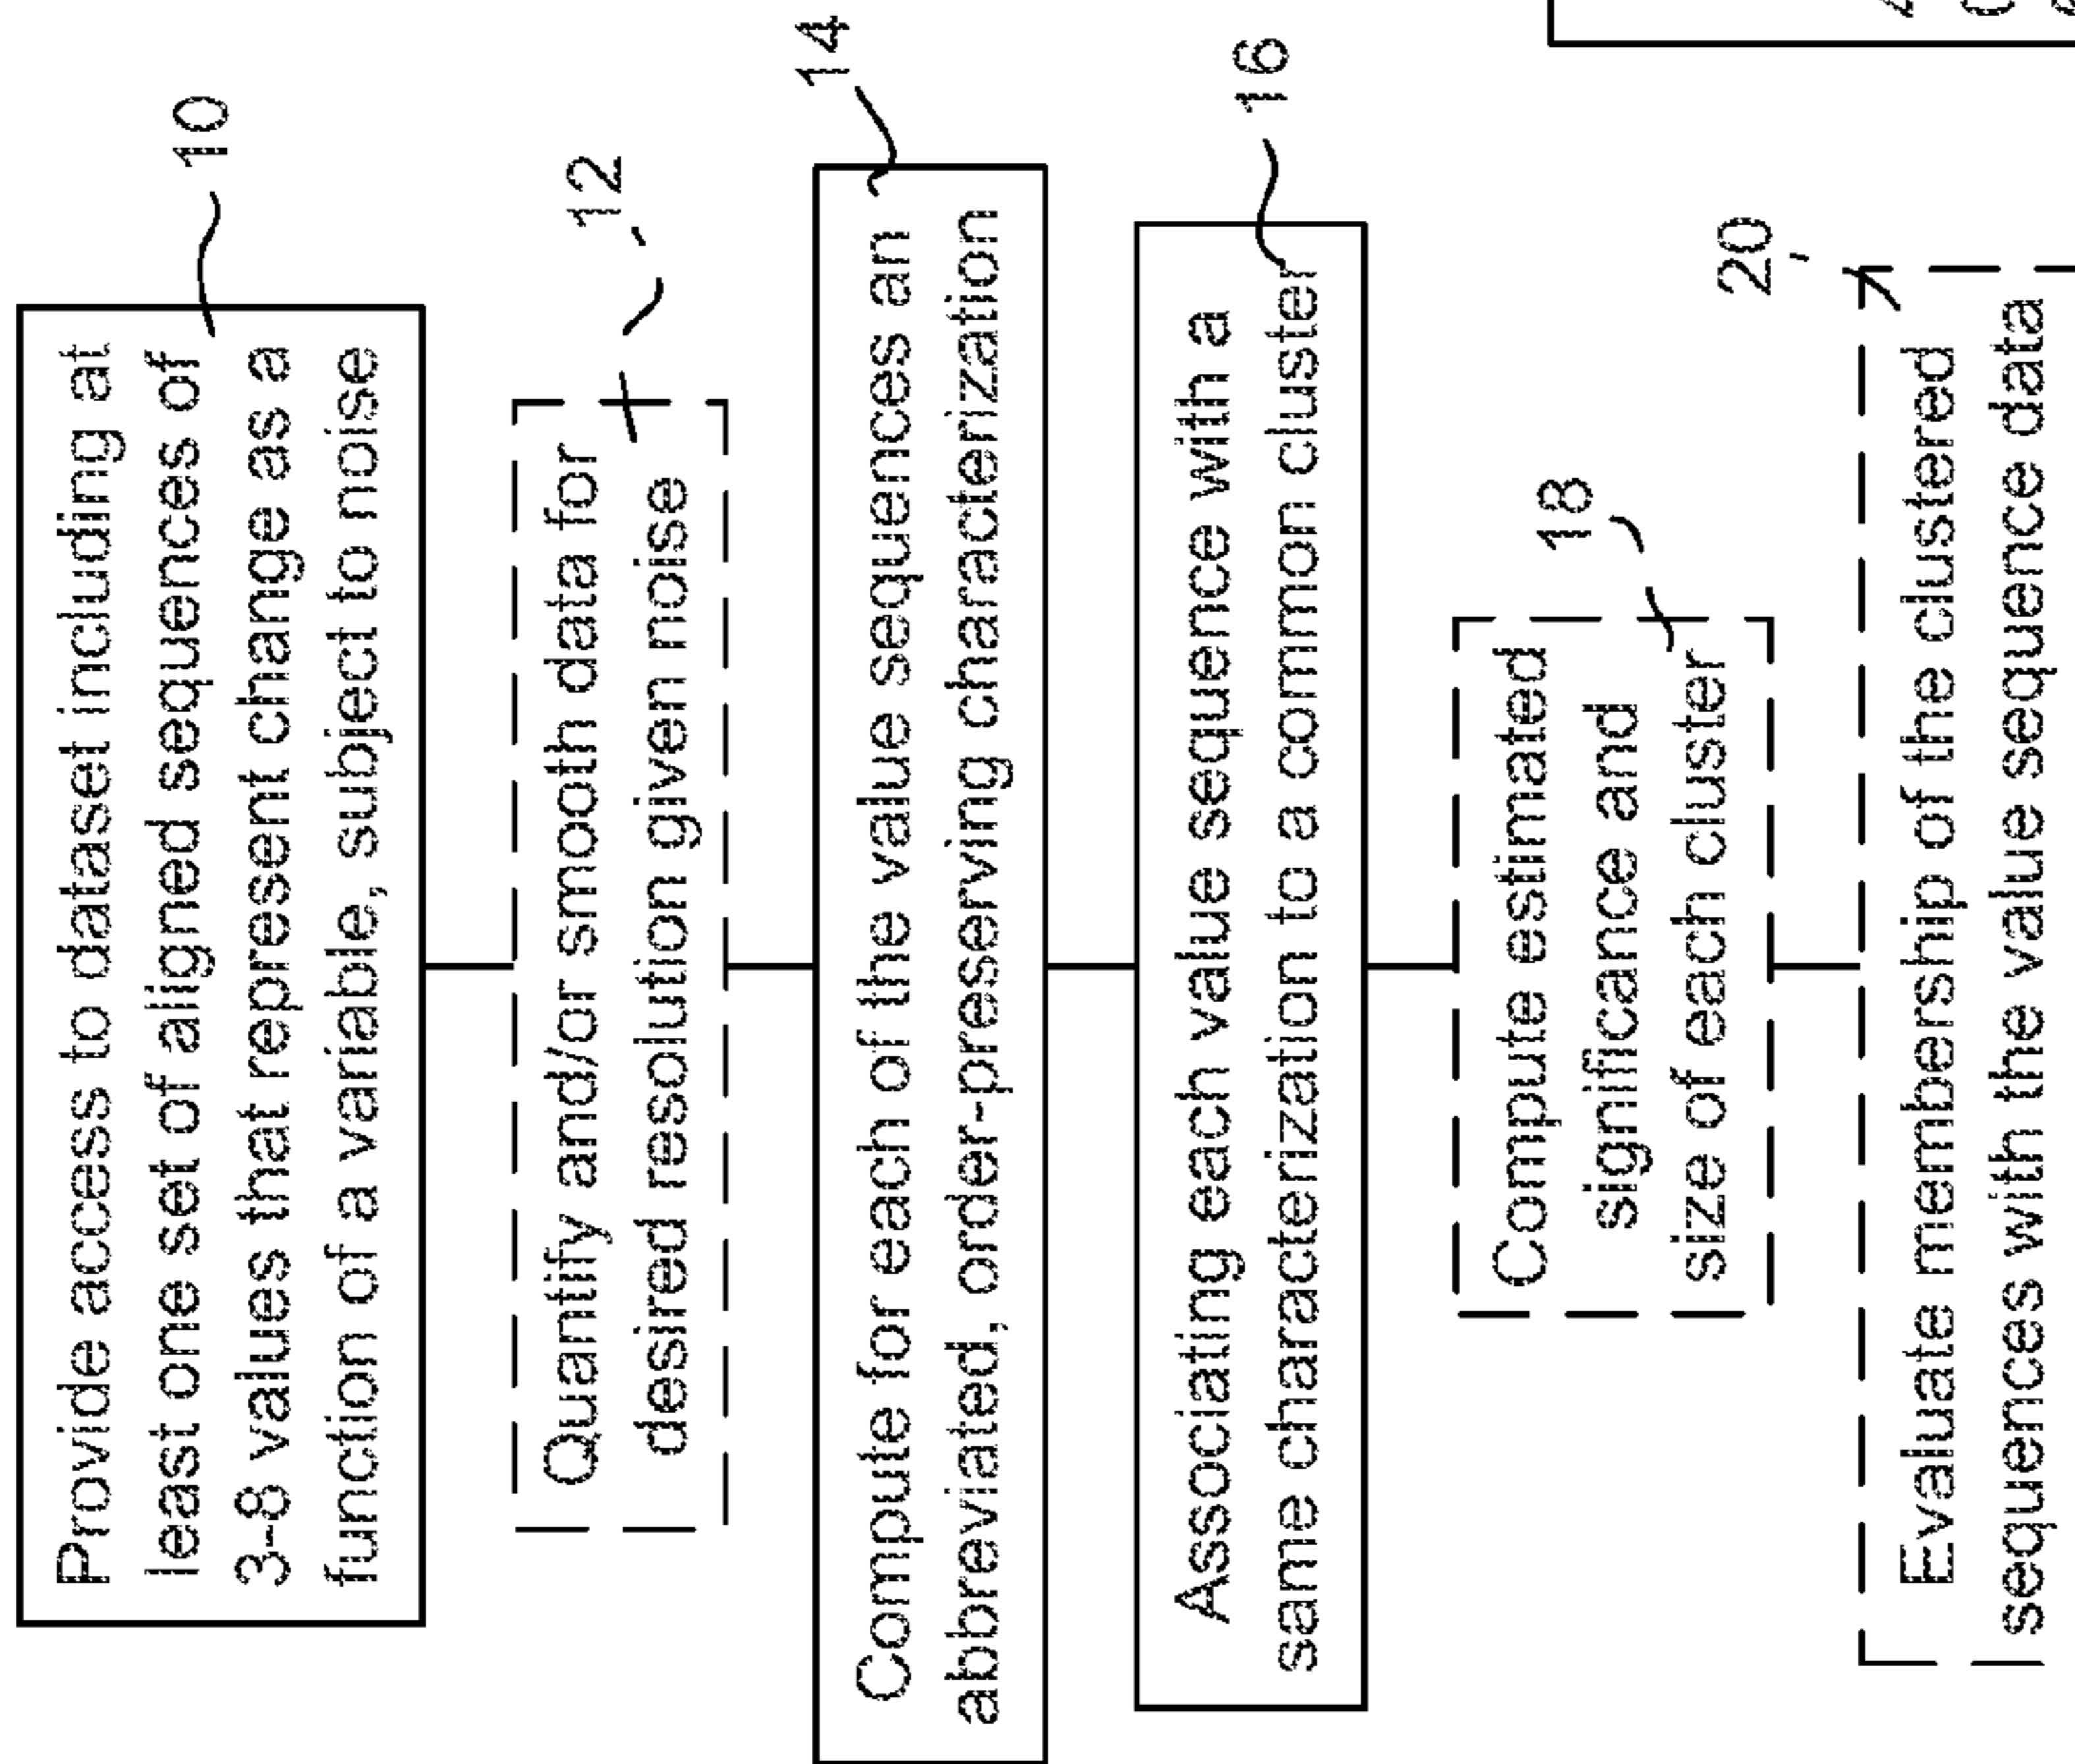 Provide access to dataset including at
least one set of aligned sequences of
3-8 values that represent change as a
function of a variable, subject to noise
10
Quantify and/or smooth data for
desired resolution given noise
12
Compute for each of the value sequences an
abbreviated, order-preserving characterization
14
Associating each value sequence with a
same characterization to a common cluster
16
Compute estimated
significance and
size of each cluster
18
Evaluate membership of the clustered
sequences with the value sequence data
20